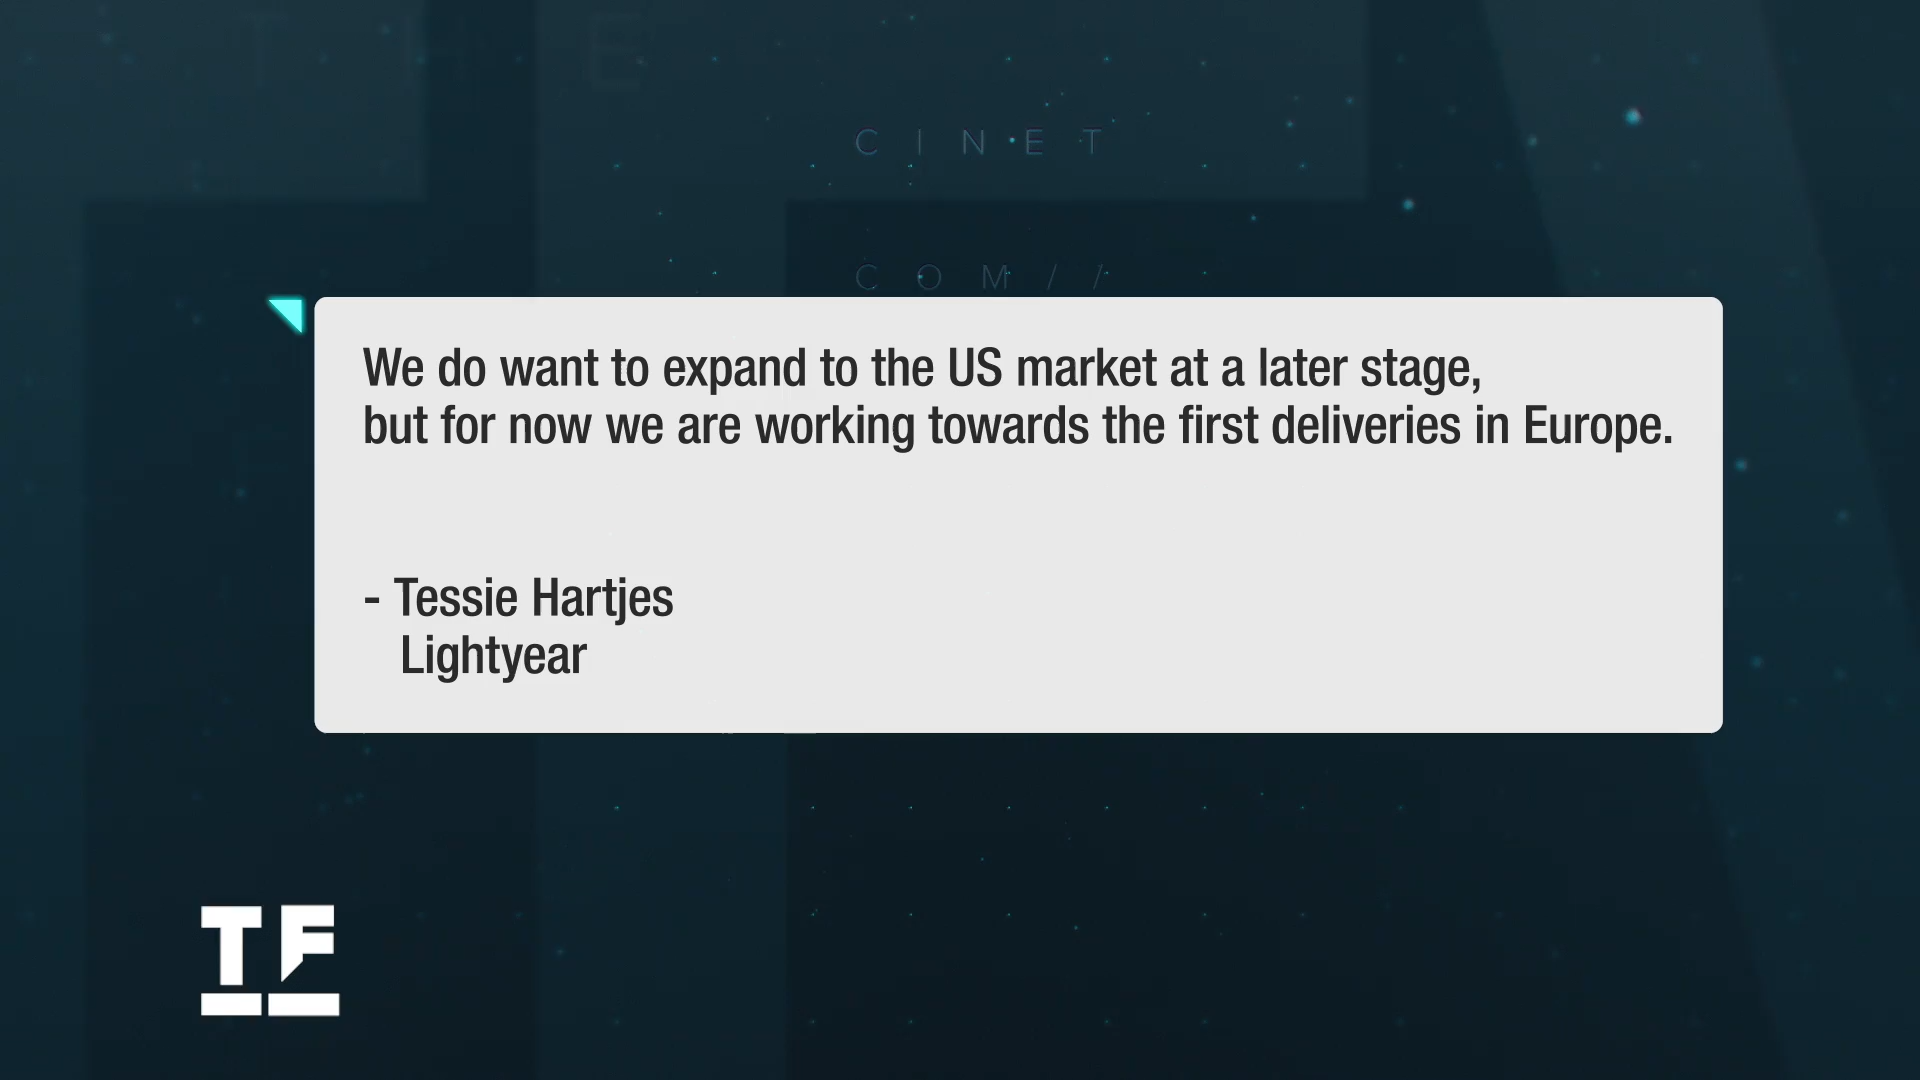 T I E
C I N E T
C O M / /
We do want to expand to the US market at a later stage,
but for now we are working towards the first deliveries in Europe.
- Tessie Hartjes
Lightyear
TF